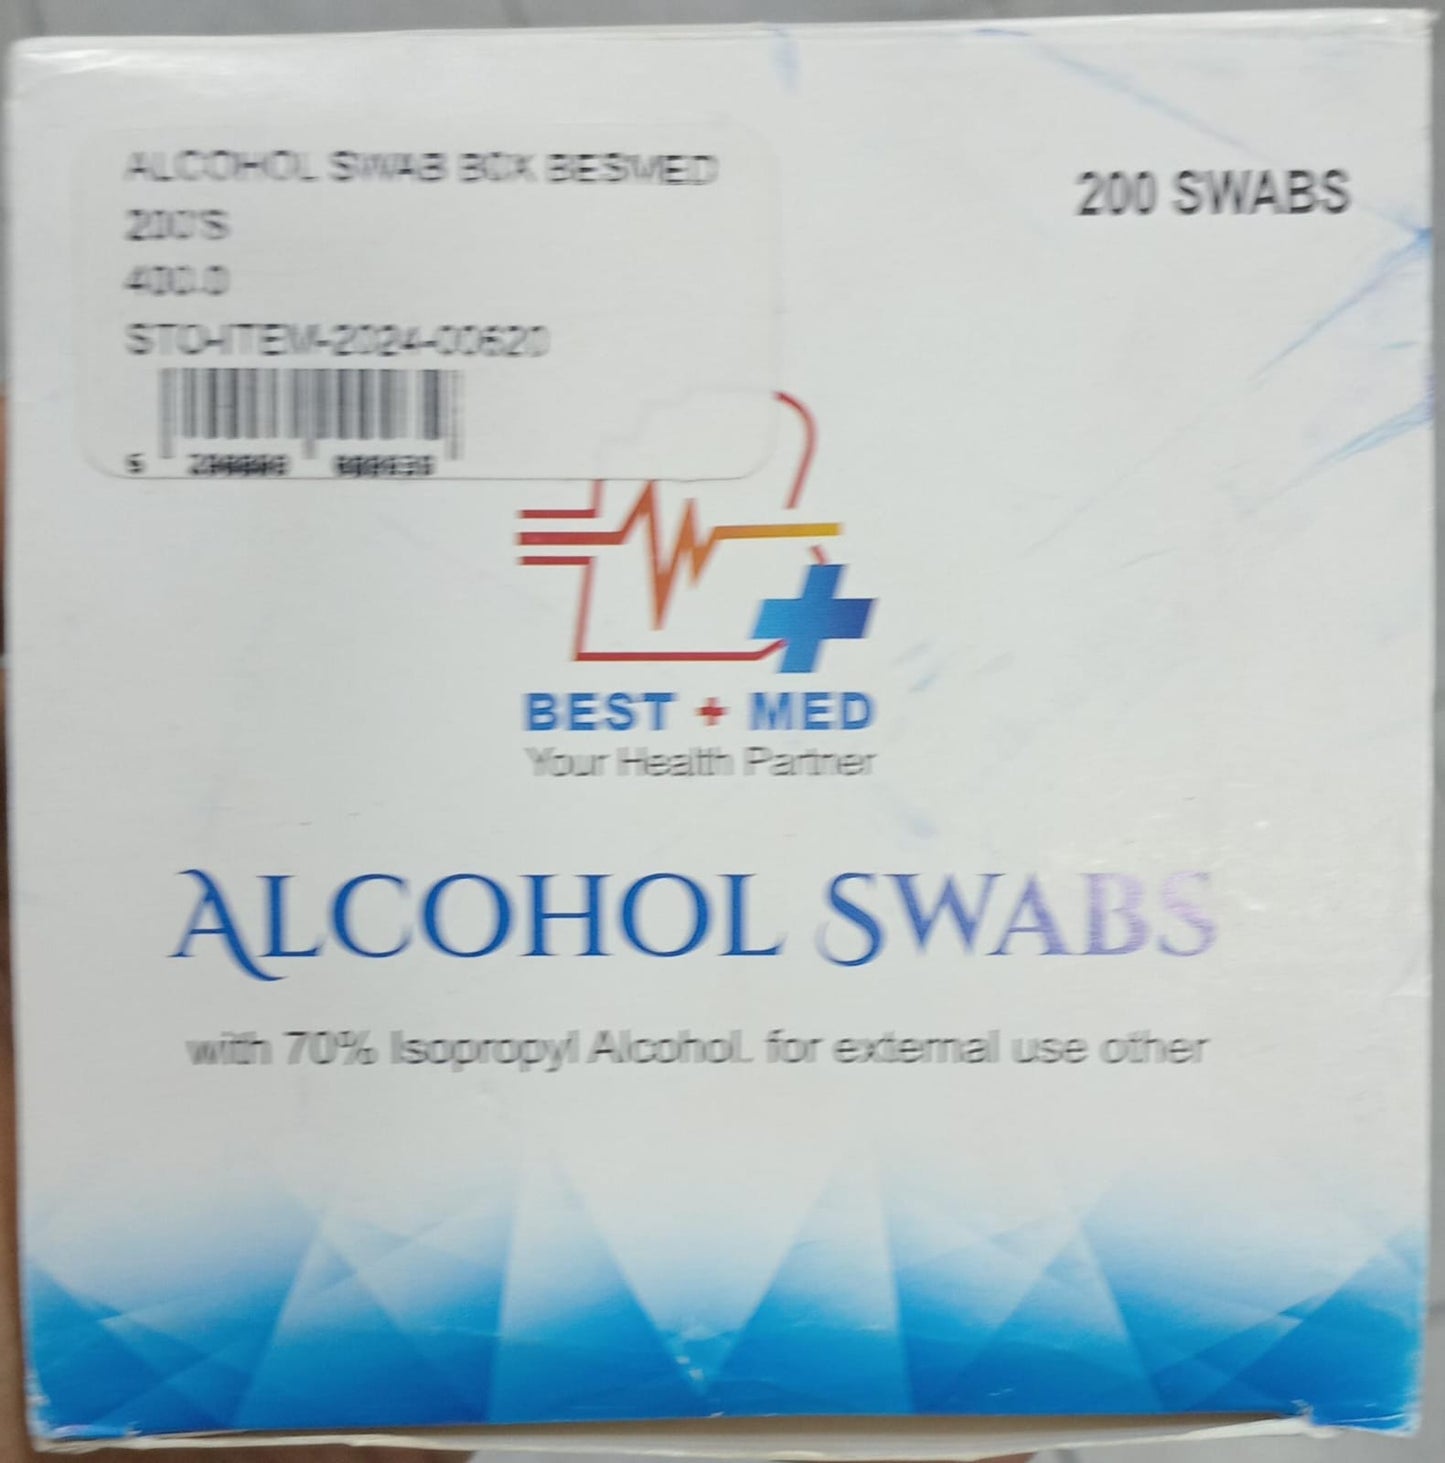 ALCOHOL SWAB BOX BESMED
200'S
400.0
STO-ITEM-2024-00620
200 SWABS
BEST + MED
Your Health Partner
ALCOHOL SWABS
with 70% Isopropyl Alcohol. for external use other